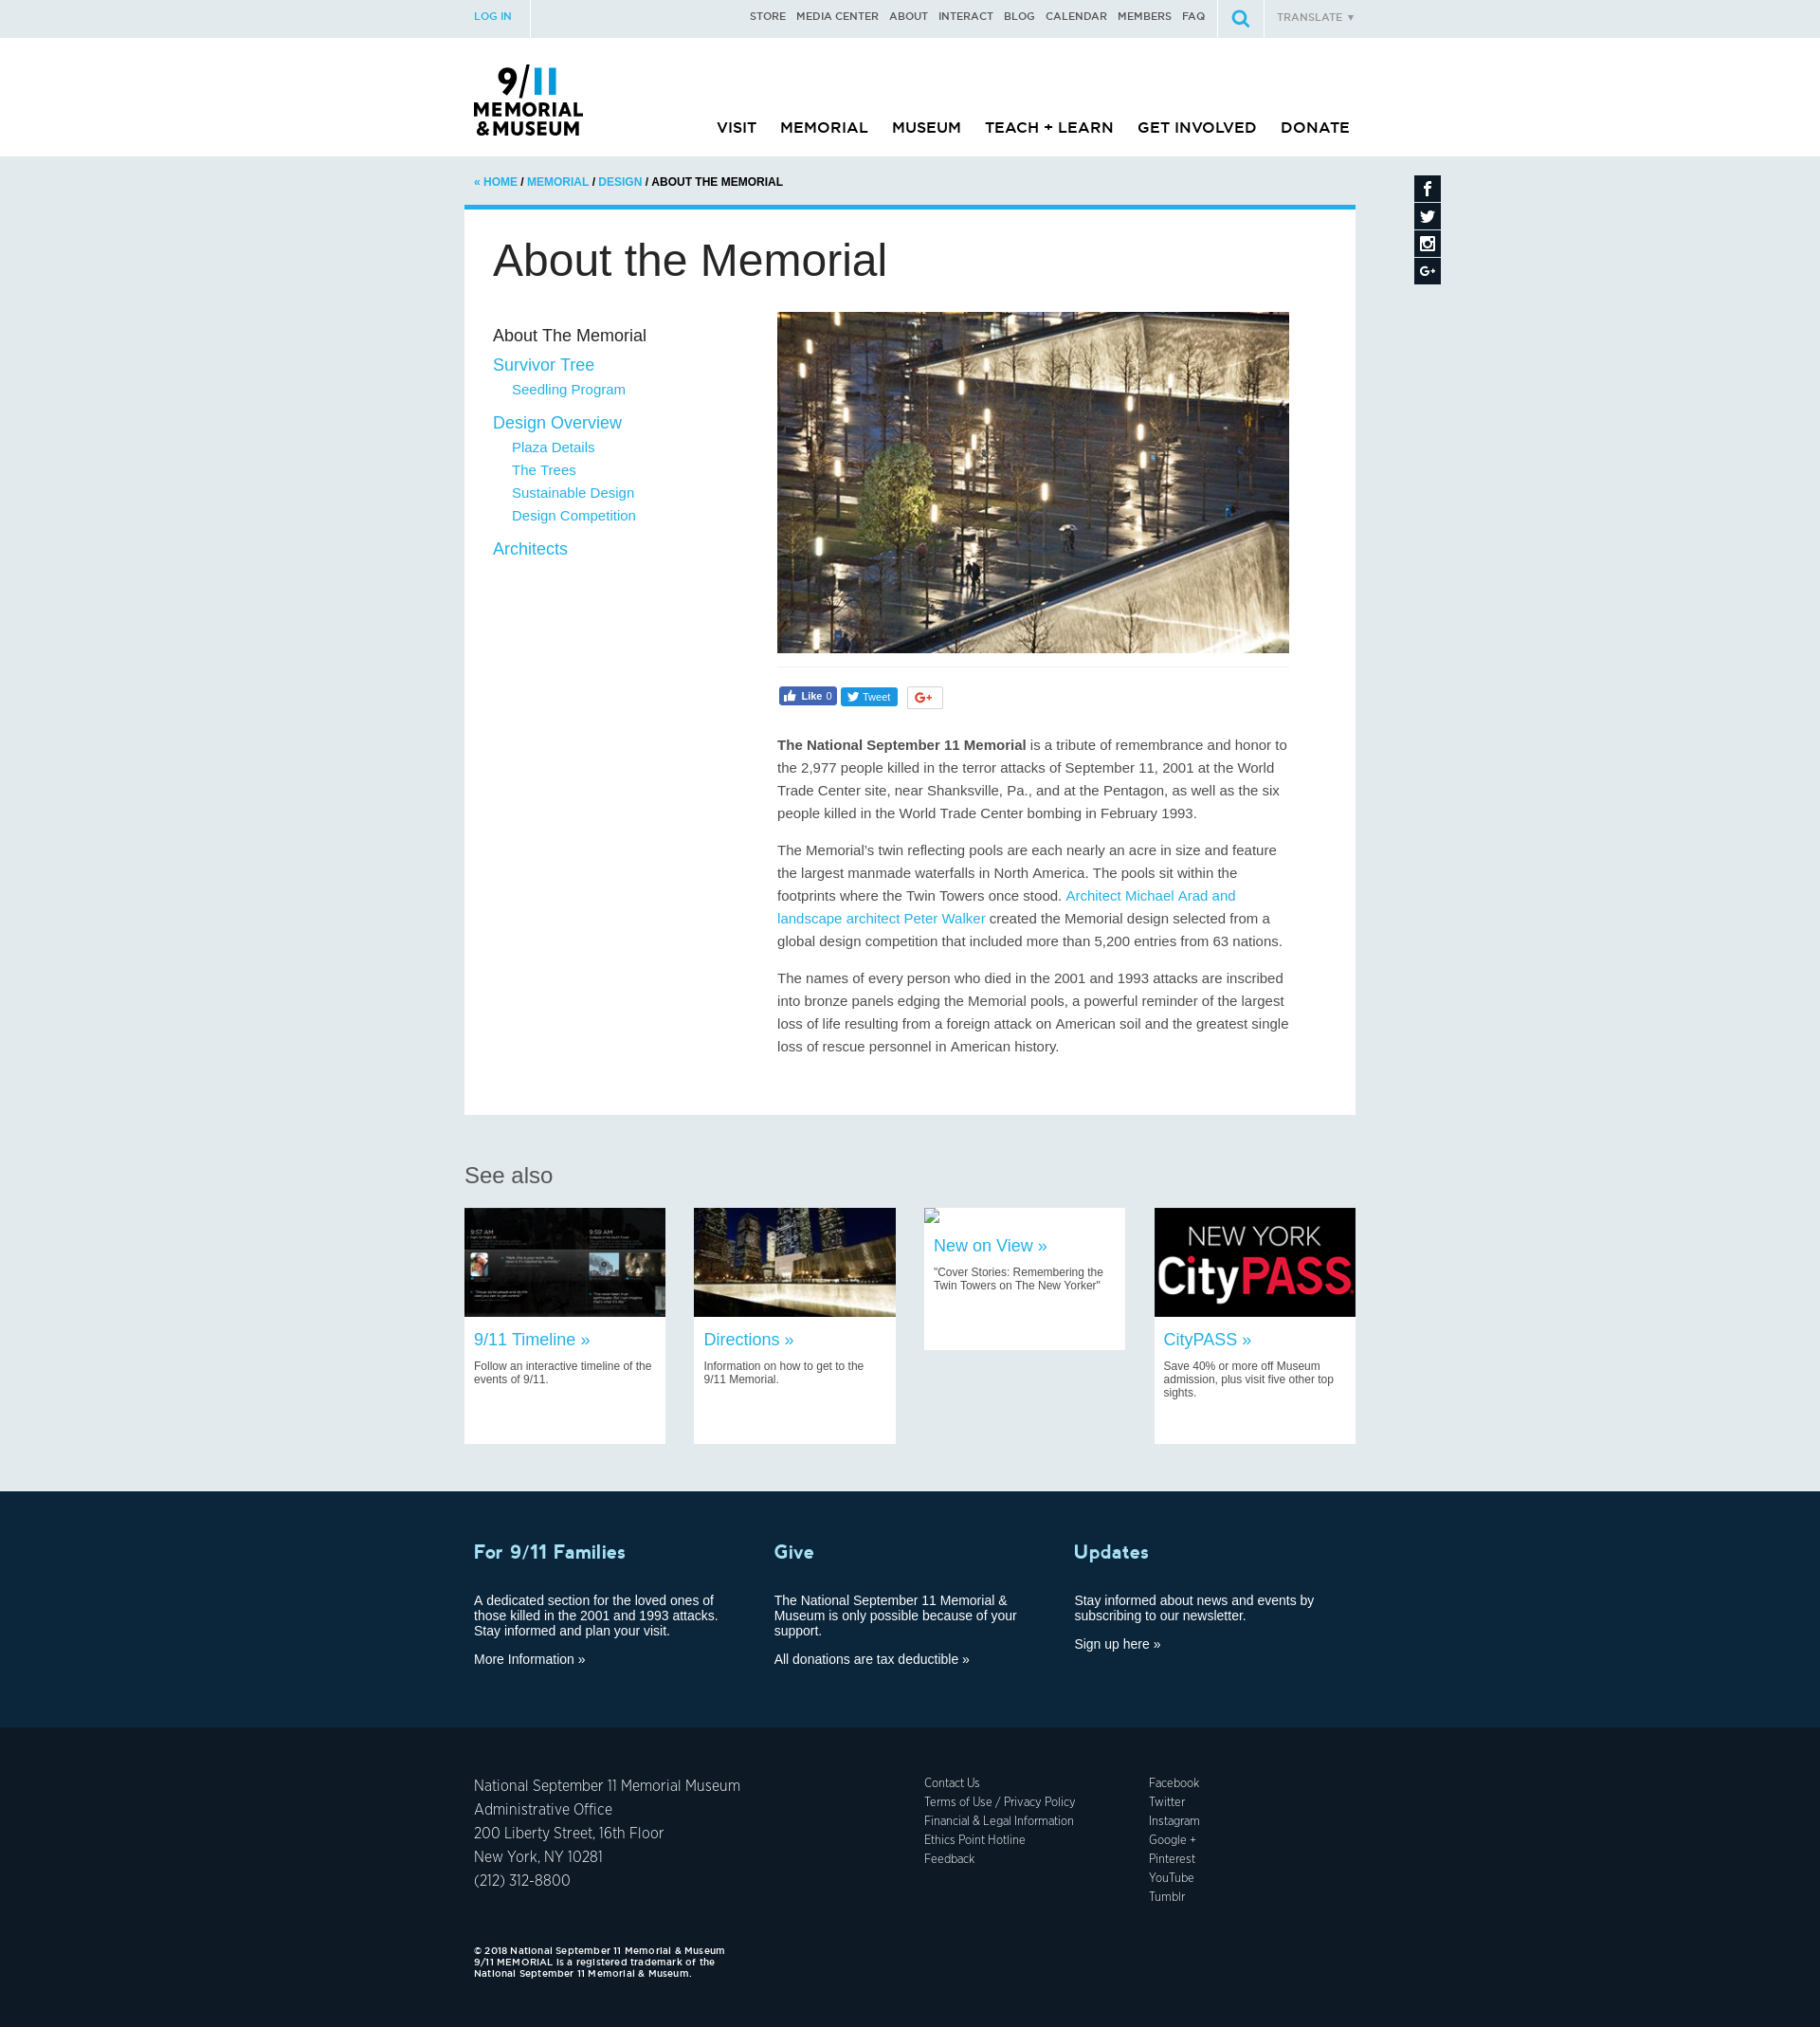 LOG IN
STORE MEDIA CENTER ABOUT INTERACT BLOG CALENDAR MEMBERS FAQ
TRANSLATE ▼
9/11
MEMORIAL
& MUSEUM
VISIT MEMORIAL MUSEUM TEACH + LEARN GET INVOLVED DONATE
« HOME / MEMORIAL / DESIGN / ABOUT THE MEMORIAL
About the Memorial
About The Memorial
Survivor Tree
Seedling Program
Design Overview
Plaza Details
The Trees
Sustainable Design
Design Competition
Architects
Like 0
Tweet
G+
The National September 11 Memorial is a tribute of remembrance and honor to
the 2,977 people killed in the terror attacks of September 11, 2001 at the World
Trade Center site, near Shanksville, Pa., and at the Pentagon, as well as the six
people killed in the World Trade Center bombing in February 1993.
The Memorial's twin reflecting pools are each nearly an acre in size and feature
the largest manmade waterfalls in North America. The pools sit within the
footprints where the Twin Towers once stood. Architect Michael Arad and
landscape architect Peter Walker created the Memorial design selected from a
global design competition that included more than 5,200 entries from 63 nations.
The names of every person who died in the 2001 and 1993 attacks are inscribed
into bronze panels edging the Memorial pools, a powerful reminder of the largest
loss of life resulting from a foreign attack on American soil and the greatest single
loss of rescue personnel in American history.
See also
9:57 AM
9:59 AM
9/11 Timeline »
Follow an interactive timeline of the
events of 9/11.
Directions »
Information on how to get to the
9/11 Memorial.
New on View »
"Cover Stories: Remembering the
Twin Towers on The New Yorker"
NEW YORK
CityPASS
CityPASS »
Save 40% or more off Museum
admission, plus visit five other top
sights.
For 9/11 Families
A dedicated section for the loved ones of
those killed in the 2001 and 1993 attacks.
Stay informed and plan your visit.
More Information »
Give
The National September 11 Memorial &
Museum is only possible because of your
support.
All donations are tax deductible »
Updates
Stay informed about news and events by
subscribing to our newsletter.
Sign up here »
National September 11 Memorial Museum
Administrative Office
200 Liberty Street, 16th Floor
New York, NY 10281
(212) 312-8800
Contact Us
Terms of Use / Privacy Policy
Financial & Legal Information
Ethics Point Hotline
Feedback
Facebook
Twitter
Instagram
Google +
Pinterest
YouTube
Tumblr
© 2018 National September 11 Memorial & Museum
9/11 MEMORIAL is a registered trademark of the
National September 11 Memorial & Museum.